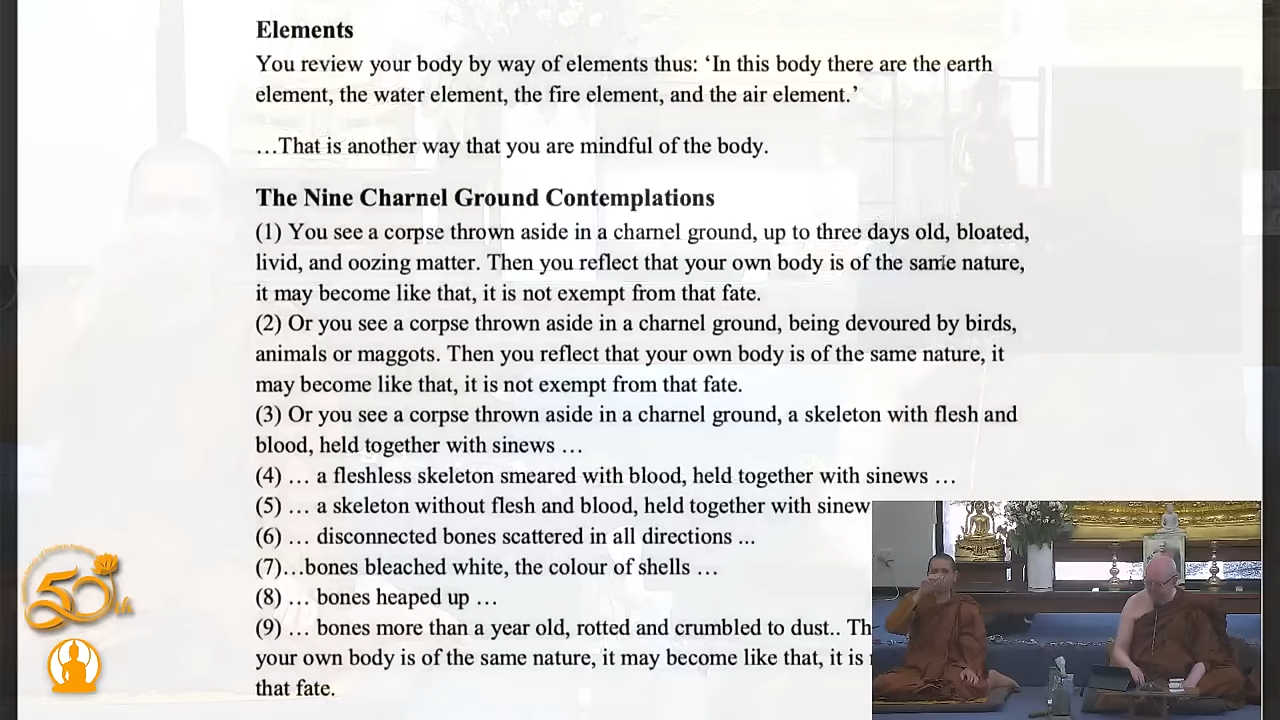 Elements
You review your body by way of elements thus: ‘In this body there are the earth
element, the water element, the fire element, and the air element.’
…That is another way that you are mindful of the body.
The Nine Charnel Ground Contemplations
(1) You see a corpse thrown aside in a charnel ground, up to three days old, bloated,
livid, and oozing matter. Then you reflect that your own body is of the same nature,
it may become like that, it is not exempt from that fate.
(2) Or you see a corpse thrown aside in a charnel ground, being devoured by birds,
animals or maggots. Then you reflect that your own body is of the same nature, it
may become like that, it is not exempt from that fate.
(3) Or you see a corpse thrown aside in a charnel ground, a skeleton with flesh and
blood, held together with sinews …
(4) … a fleshless skeleton smeared with blood, held together with sinews …
(5) … a skeleton without flesh and blood, held together with sinew
(6) … disconnected bones scattered in all directions ...
(7)…bones bleached white, the colour of shells …
(8) … bones heaped up …
(9) … bones more than a year old, rotted and crumbled to dust.. Th
your own body is of the same nature, it may become like that, it is
that fate.
50th